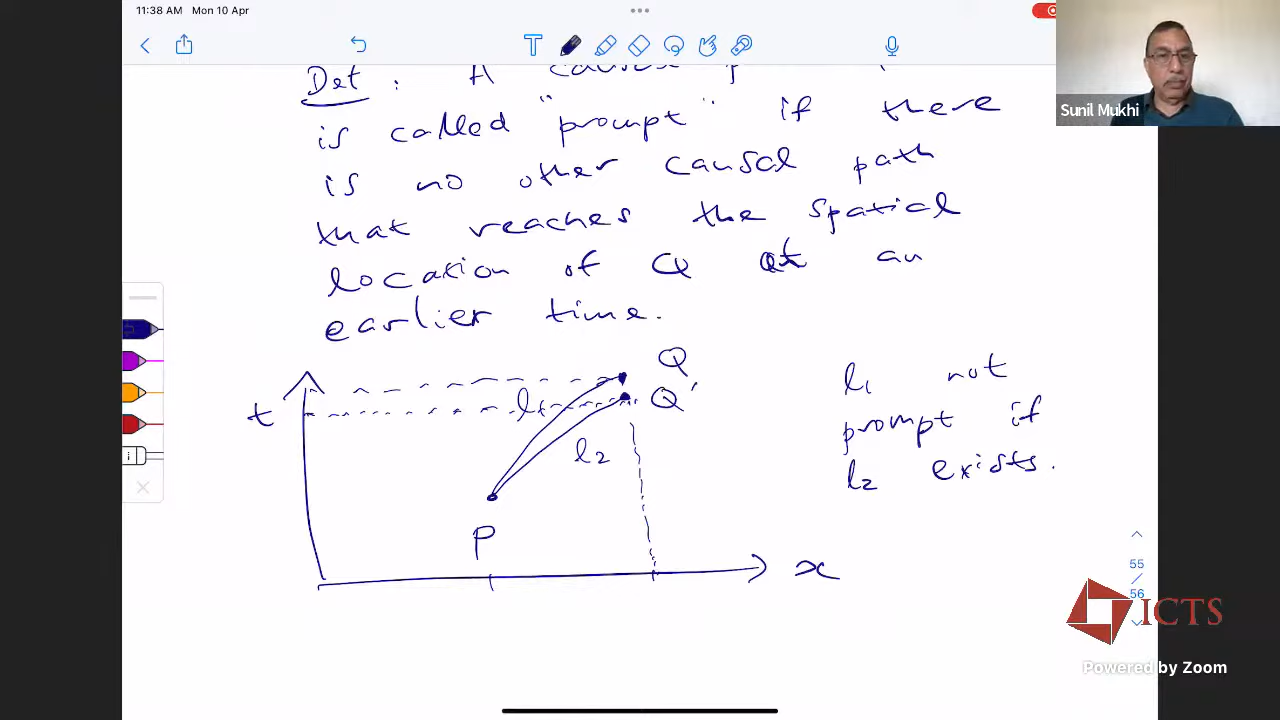 11:38 AM Mon 10 Apr
Sunil Mukhi
Def : A causal
is called "prompt" if there
is no other causal path
that reaches the spatial
location of Q at an
earlier time.
Q
l1
Q'
t
l2
P
x
l1 not
prompt if
l2 exists.
55
/
56
ICTS
Powered by Zoom